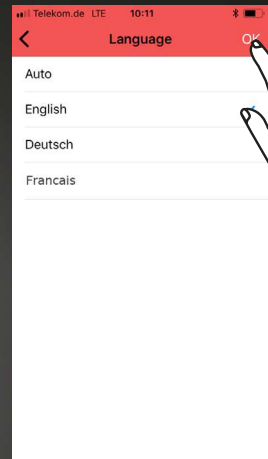 Telekom.de LTE 10:11
Language OK
Auto
English
Deutsch
Francais